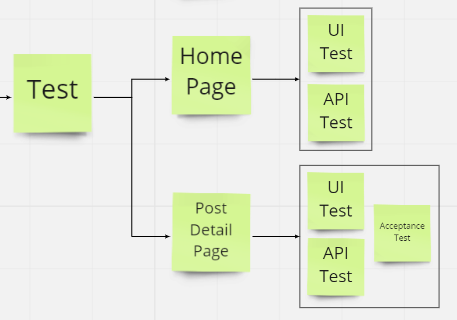 Test
Home
Page
UI
Test
API
Test
Post
Detail
Page
UI
Test
API
Test
Acceptance
Test